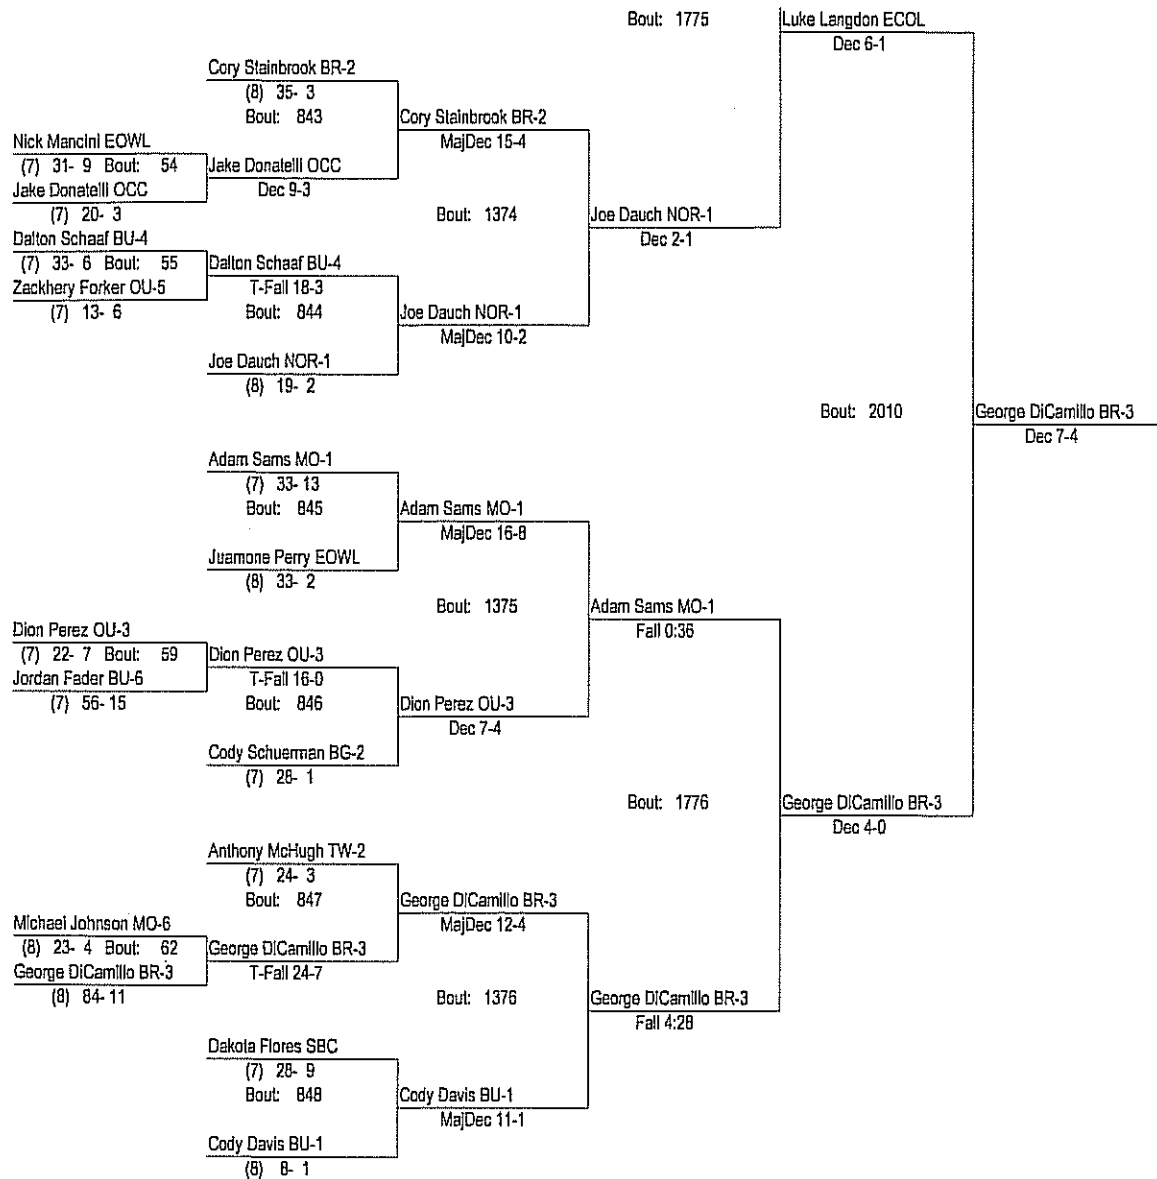 Bout: 1775
Luke Langdon ECOL
Dec 6-1
Cory Stainbrook BR-2
(8) 35- 3
Bout: 843
Cory Stainbrook BR-2
MajDec 15-4
Nick Mancini EOWL
(7) 31- 9 Bout: 54
Jake Donatelli OCC
(7) 20- 3
Jake Donatelli OCC
Dec 9-3
Bout: 1374
Joe Dauch NOR-1
Dec 2-1
Dalton Schaaf BU-4
(7) 33- 6 Bout: 55
Zackhery Forker OU-5
(7) 13- 6
Dalton Schaaf BU-4
T-Fall 18-3
Bout: 844
Joe Dauch NOR-1
MajDec 10-2
Joe Dauch NOR-1
(8) 19- 2
Bout: 2010
George DiCamillo BR-3
Dec 7-4
Adam Sams MO-1
(7) 33- 13
Bout: 845
Adam Sams MO-1
MajDec 16-8
Juamone Perry EOWL
(8) 33- 2
Bout: 1375
Adam Sams MO-1
Fall 0:36
Dion Perez OU-3
(7) 22- 7 Bout: 59
Jordan Fader BU-6
(7) 56- 15
Dion Perez OU-3
T-Fall 16-0
Bout: 846
Dion Perez OU-3
Dec 7-4
Cody Schuerman BG-2
(7) 28- 1
Bout: 1776
George DiCamillo BR-3
Dec 4-0
Anthony McHugh TW-2
(7) 24- 3
Bout: 847
George DiCamillo BR-3
MajDec 12-4
Michael Johnson MO-6
(8) 23- 4 Bout: 62
George DiCamillo BR-3
(8) 84- 11
George DiCamillo BR-3
T-Fall 24-7
Bout: 1376
George DiCamillo BR-3
Fall 4:28
Dakota Flores SBC
(7) 28- 9
Bout: 848
Cody Davis BU-1
MajDec 11-1
Cody Davis BU-1
(8) 8- 1